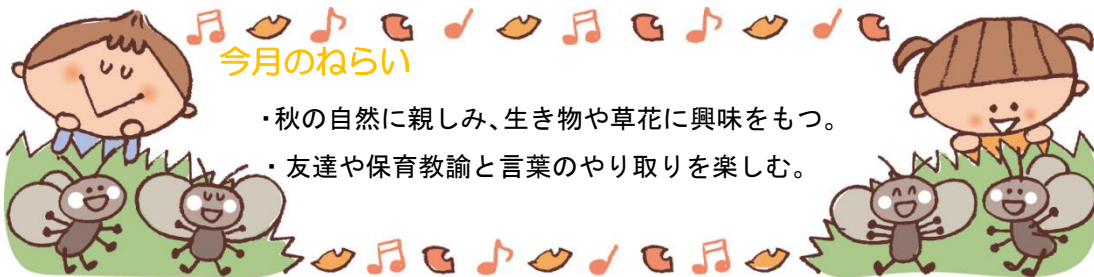 今月のねらい
・秋の自然に親しみ、生き物や草花に興味をもつ。
・友達や保育教諭と言葉のやり取りを楽しむ。